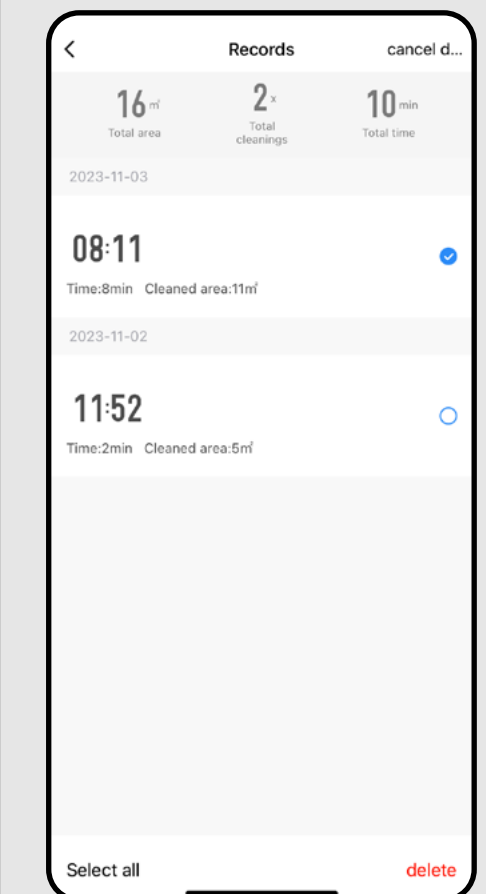 Records
cancel d...
16㎡
2x
10min
Total area
Total
cleanings
Total time
2023-11-03
08:11
Time:8min Cleaned area:11㎡
2023-11-02
11:52
Time:2min Cleaned area:5㎡
Select all
delete